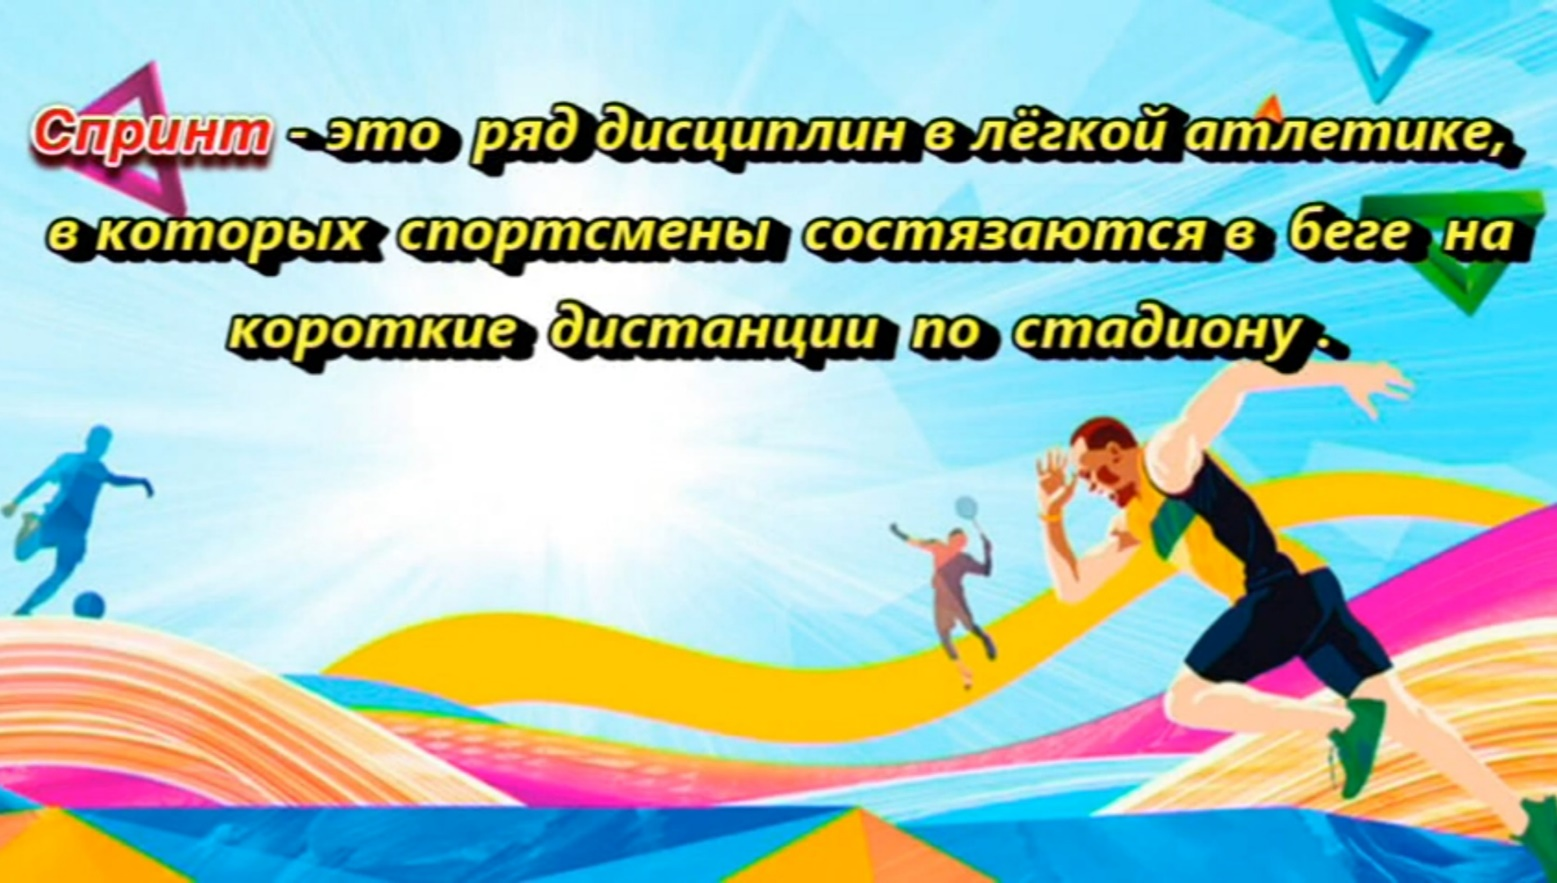 Спринт - это ряд дисциплин в лёгкой атлетике,
в которых спортсмены состязаются в беге на
короткие дистанции по стадиону .